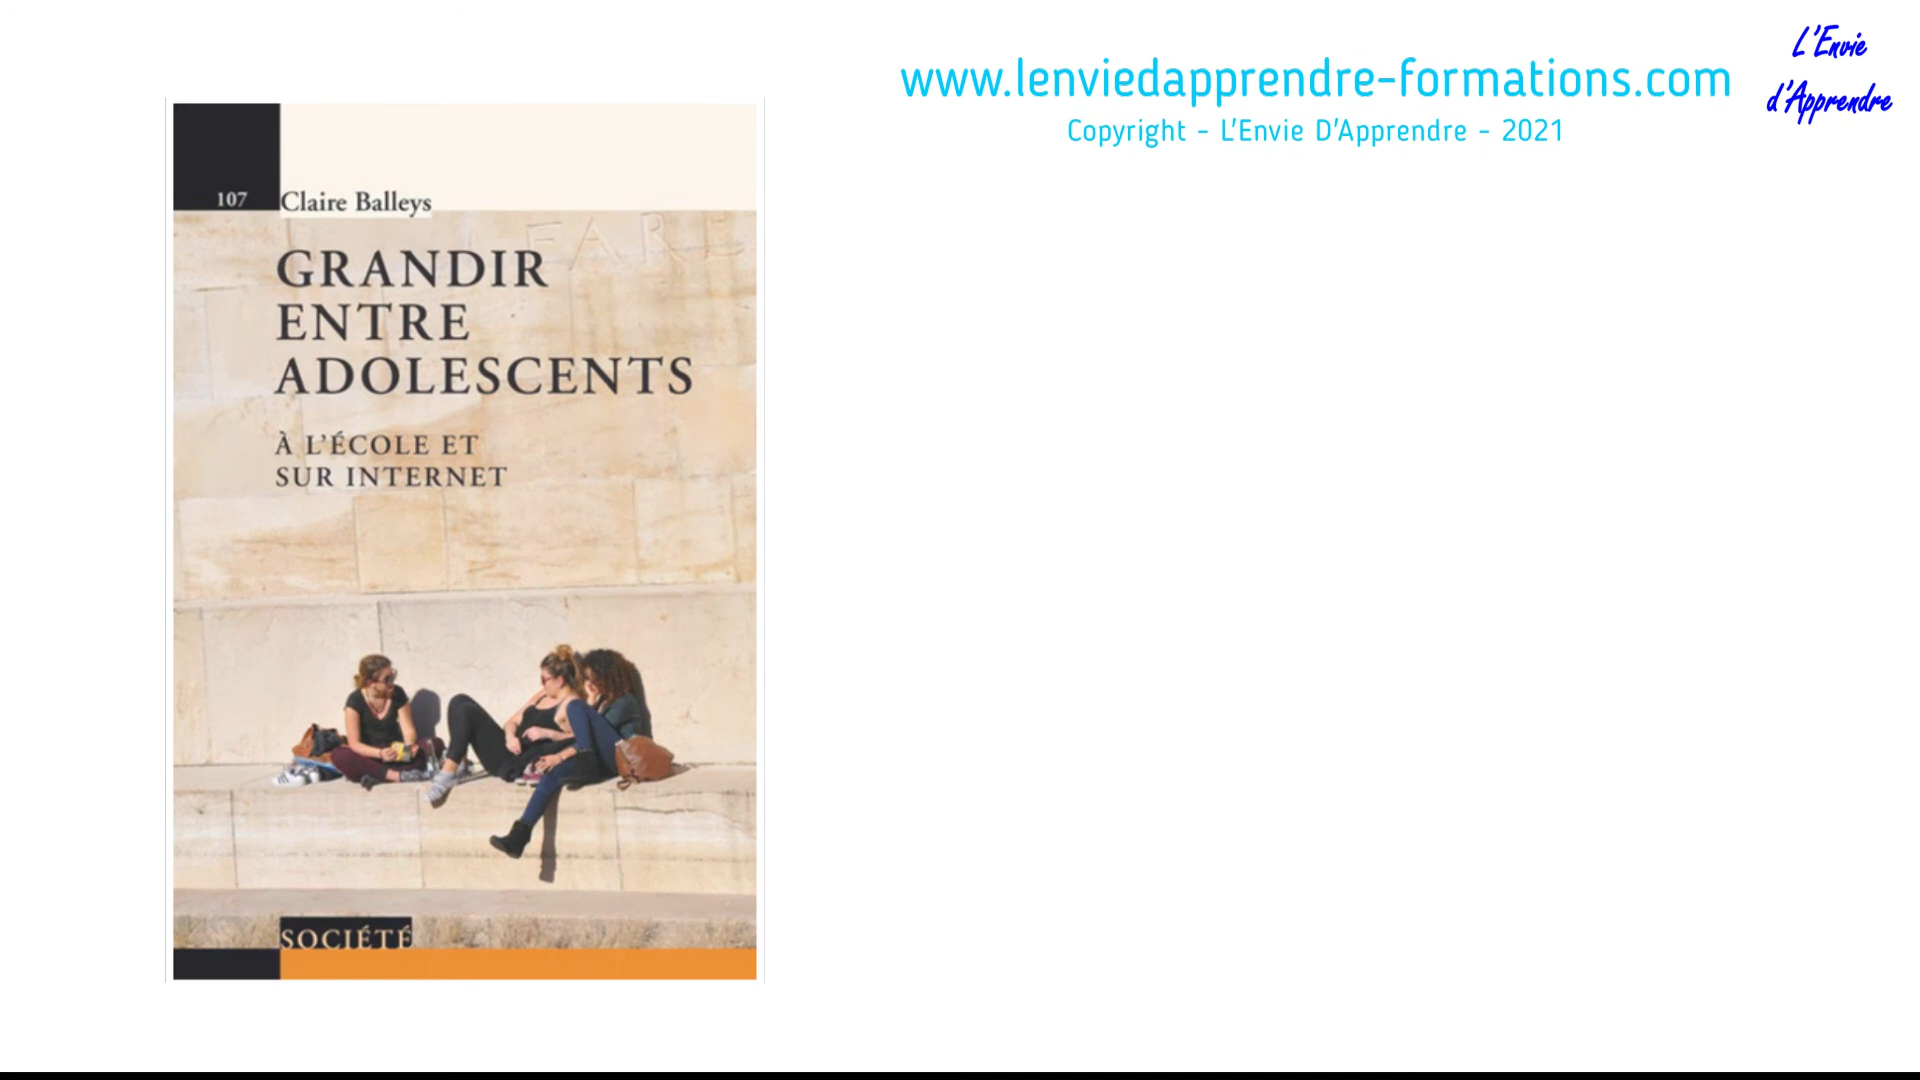 www.lenviedapprendre-formations.com
Copyright - L'Envie D'Apprendre - 2021
L'Envie
d'Apprendre
107
Claire Balleys
FARE
GRANDIR
ENTRE
ADOLESCENTS
À L'ÉCOLE ET
SUR INTERNET
SOCIÉTÉ